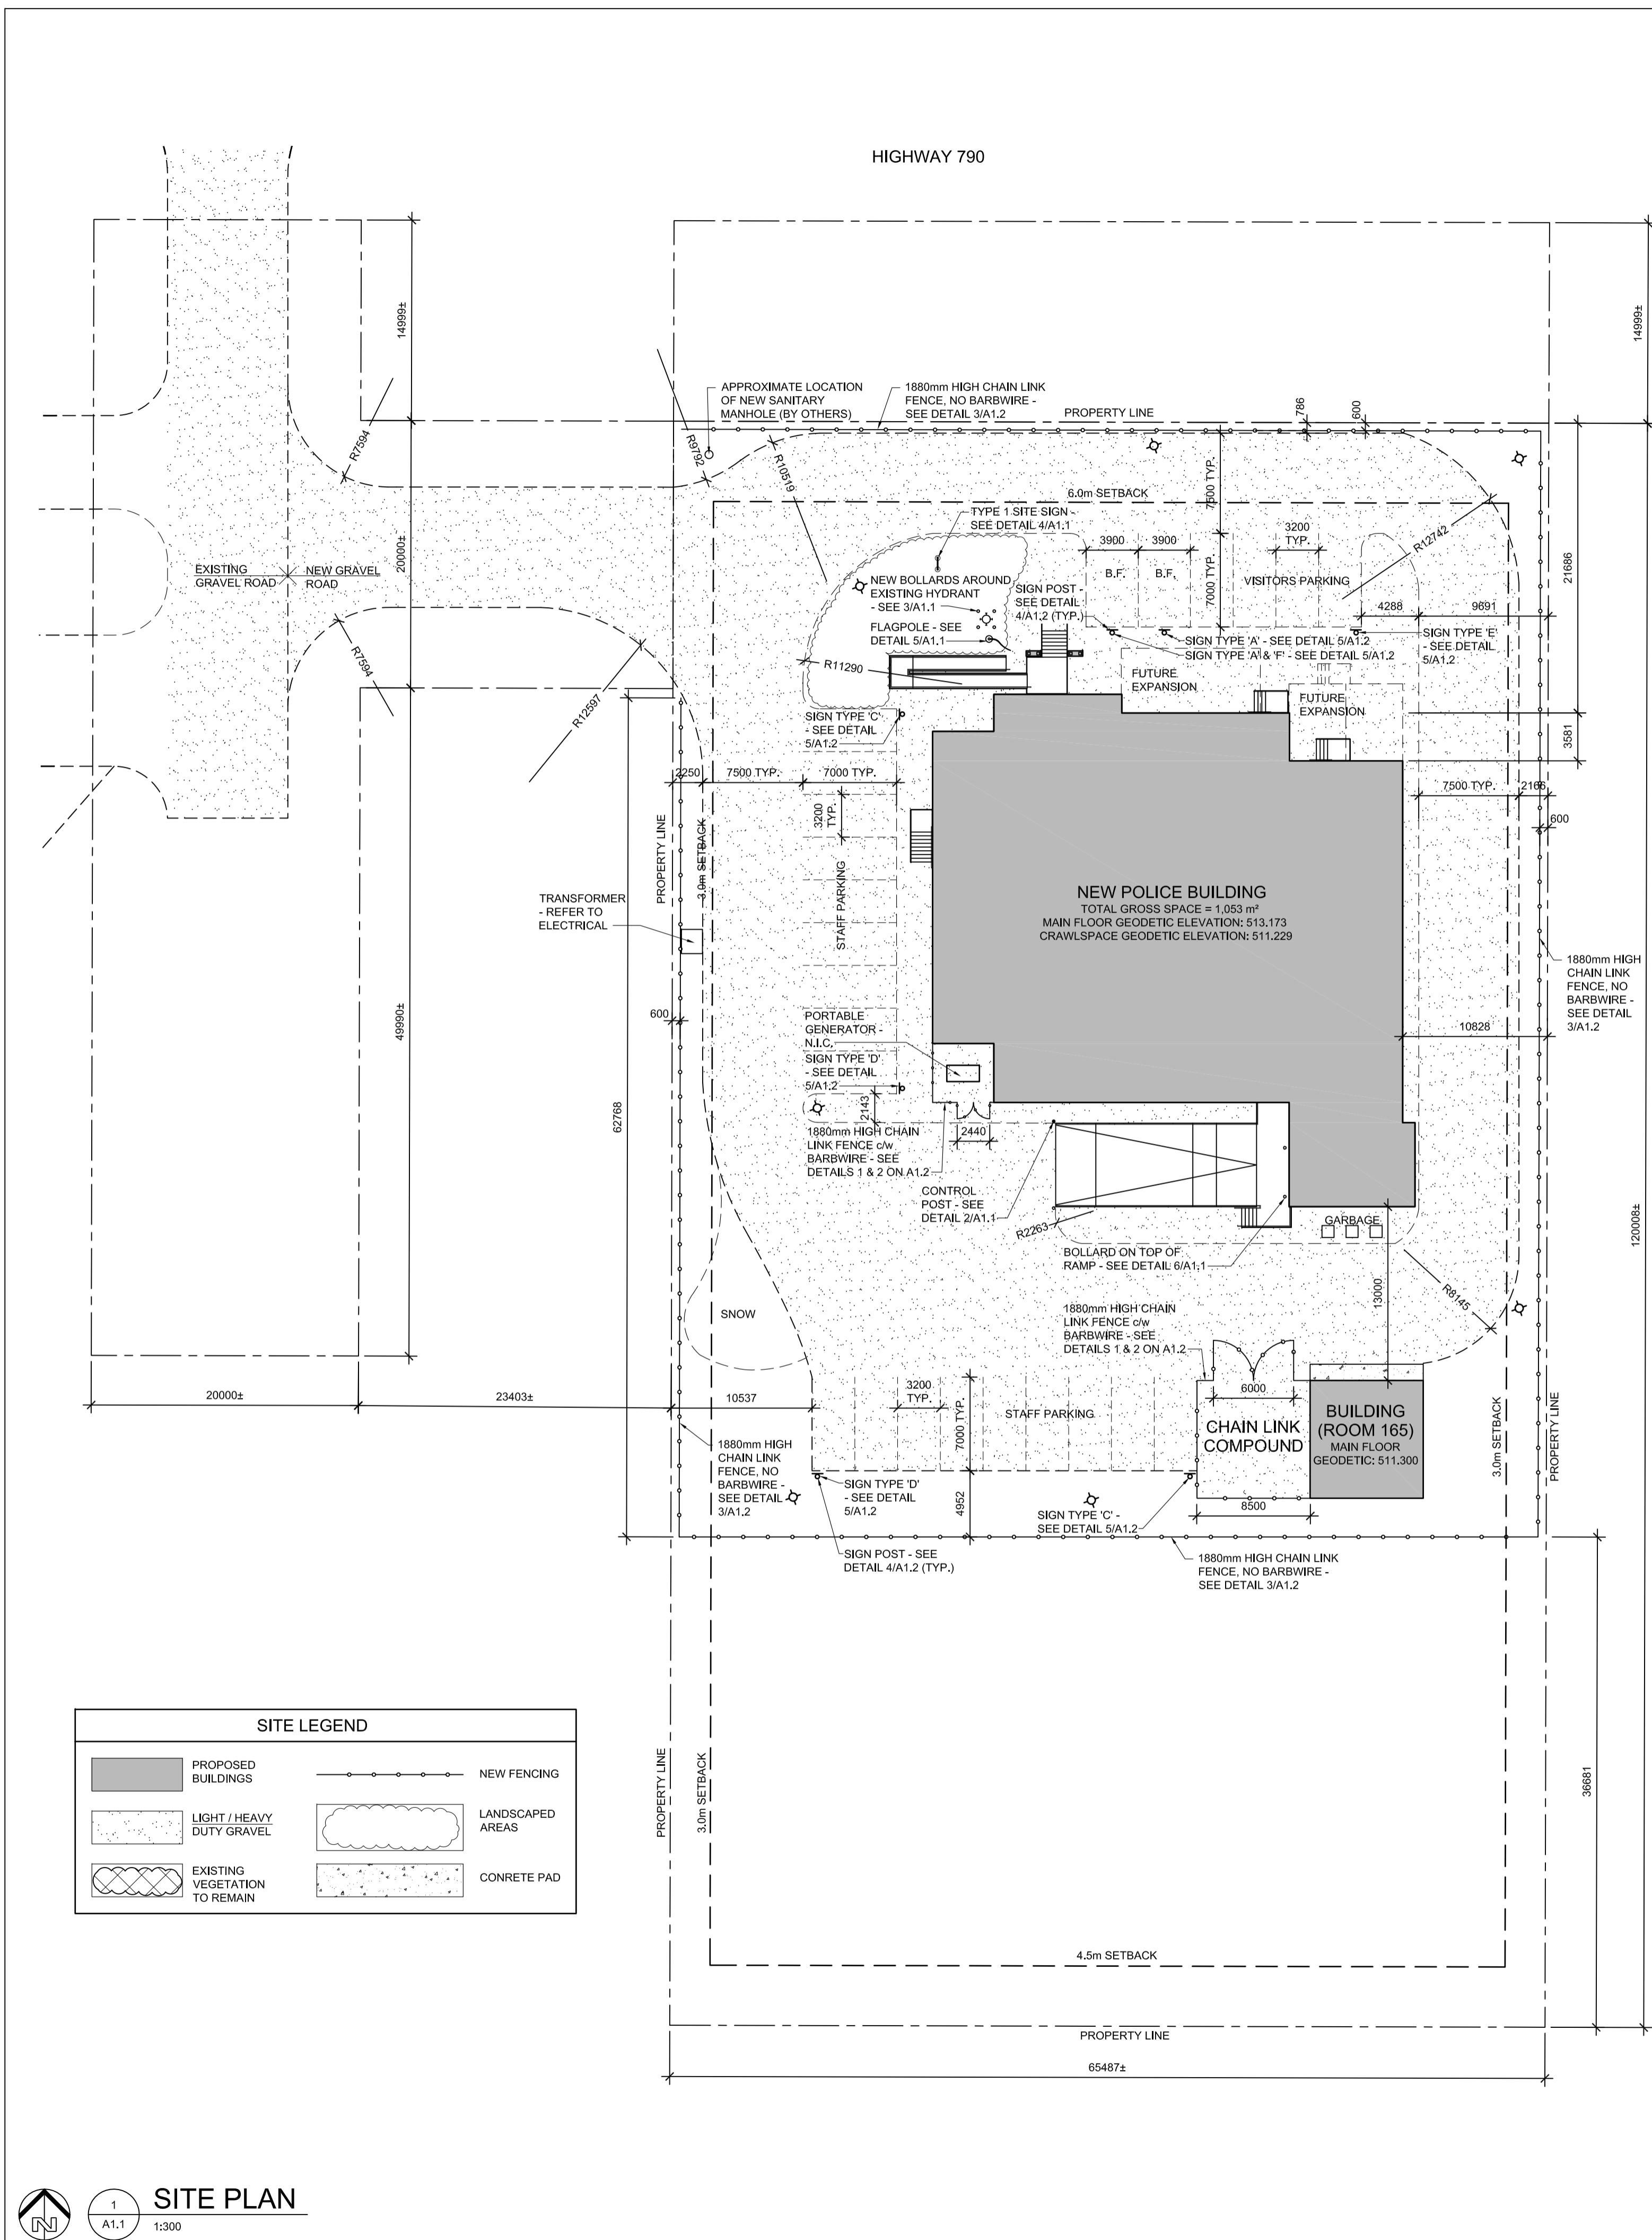 HIGHWAY 790
14999±
14999±
APPROXIMATE LOCATION
OF NEW SANITARY
MANHOLE (BY OTHERS)
1880mm HIGH CHAIN LINK
FENCE, NO BARBWIRE -
SEE DETAIL 3/A1.2
PROPERTY LINE
786
600
R7594
R9792
R10519
7500 TYP.
6.0m SETBACK
TYPE 1 SITE SIGN -
SEE DETAIL 4/A1.1
3200
TYP.
R12742
20000±
3900
3900
EXISTING
GRAVEL ROAD
NEW GRAVEL
ROAD
B.F.
B.F.
7000 TYP.
VISITORS PARKING
21686
NEW BOLLARDS AROUND
EXISTING HYDRANT
- SEE 3/A1.1
SIGN POST -
SEE DETAIL
4/A1.2 (TYP.)
4288
9691
FLAGPOLE - SEE
DETAIL 5/A1.1
SIGN TYPE 'A' - SEE DETAIL 5/A1.2
SIGN TYPE 'A' & 'F' - SEE DETAIL 5/A1.2
SIGN TYPE 'E'
- SEE DETAIL
5/A1.2
R7594
R11290
FUTURE
EXPANSION
FUTURE
EXPANSION
R12597
SIGN TYPE 'C'
- SEE DETAIL
5/A1.2
3581
2250
7500 TYP.
7000 TYP.
7500 TYP.
2166
3200
TYP.
600
PROPERTY LINE
3.0m SETBACK
STAFF PARKING
TRANSFORMER
- REFER TO
ELECTRICAL
NEW POLICE BUILDING
TOTAL GROSS SPACE = 1,053 m²
MAIN FLOOR GEODETIC ELEVATION: 513.173
CRAWLSPACE GEODETIC ELEVATION: 511.229
1880mm HIGH
CHAIN LINK
FENCE, NO
BARBWIRE -
SEE DETAIL
3/A1.2
49990±
600
PORTABLE
GENERATOR -
N.I.C.
10828
SIGN TYPE 'D'
- SEE DETAIL
5/A1.2
62768
2143
1880mm HIGH CHAIN
LINK FENCE c/w
BARBWIRE - SEE
DETAILS 1 & 2 ON A1.2
2440
CONTROL
POST - SEE
DETAIL 2/A1.1
R2263
GARBAGE
120008±
BOLLARD ON TOP OF
RAMP - SEE DETAIL 6/A1.1
13000
R8145
SNOW
1880mm HIGH CHAIN
LINK FENCE c/w
BARBWIRE - SEE
DETAILS 1 & 2 ON A1.2
20000±
23403±
10537
3200
TYP.
7000 TYP.
STAFF PARKING
6000
CHAIN LINK
COMPOUND
BUILDING
(ROOM 165)
MAIN FLOOR
GEODETIC: 511.300
3.0m SETBACK
PROPERTY LINE
1880mm HIGH
CHAIN LINK
FENCE, NO
BARBWIRE -
SEE DETAIL
3/A1.2
SIGN TYPE 'D'
- SEE DETAIL
5/A1.2
4952
8500
SIGN TYPE 'C' -
SEE DETAIL 5/A1.2
SIGN POST - SEE
DETAIL 4/A1.2 (TYP.)
1880mm HIGH CHAIN LINK
FENCE, NO BARBWIRE -
SEE DETAIL 3/A1.2
36681
PROPERTY LINE
3.0m SETBACK
SITE LEGEND
PROPOSED
BUILDINGS
NEW FENCING
LIGHT / HEAVY
DUTY GRAVEL
LANDSCAPED
AREAS
EXISTING
VEGETATION
TO REMAIN
CONRETE PAD
4.5m SETBACK
PROPERTY LINE
65487±
N
1
A1.1
SITE PLAN
1:300